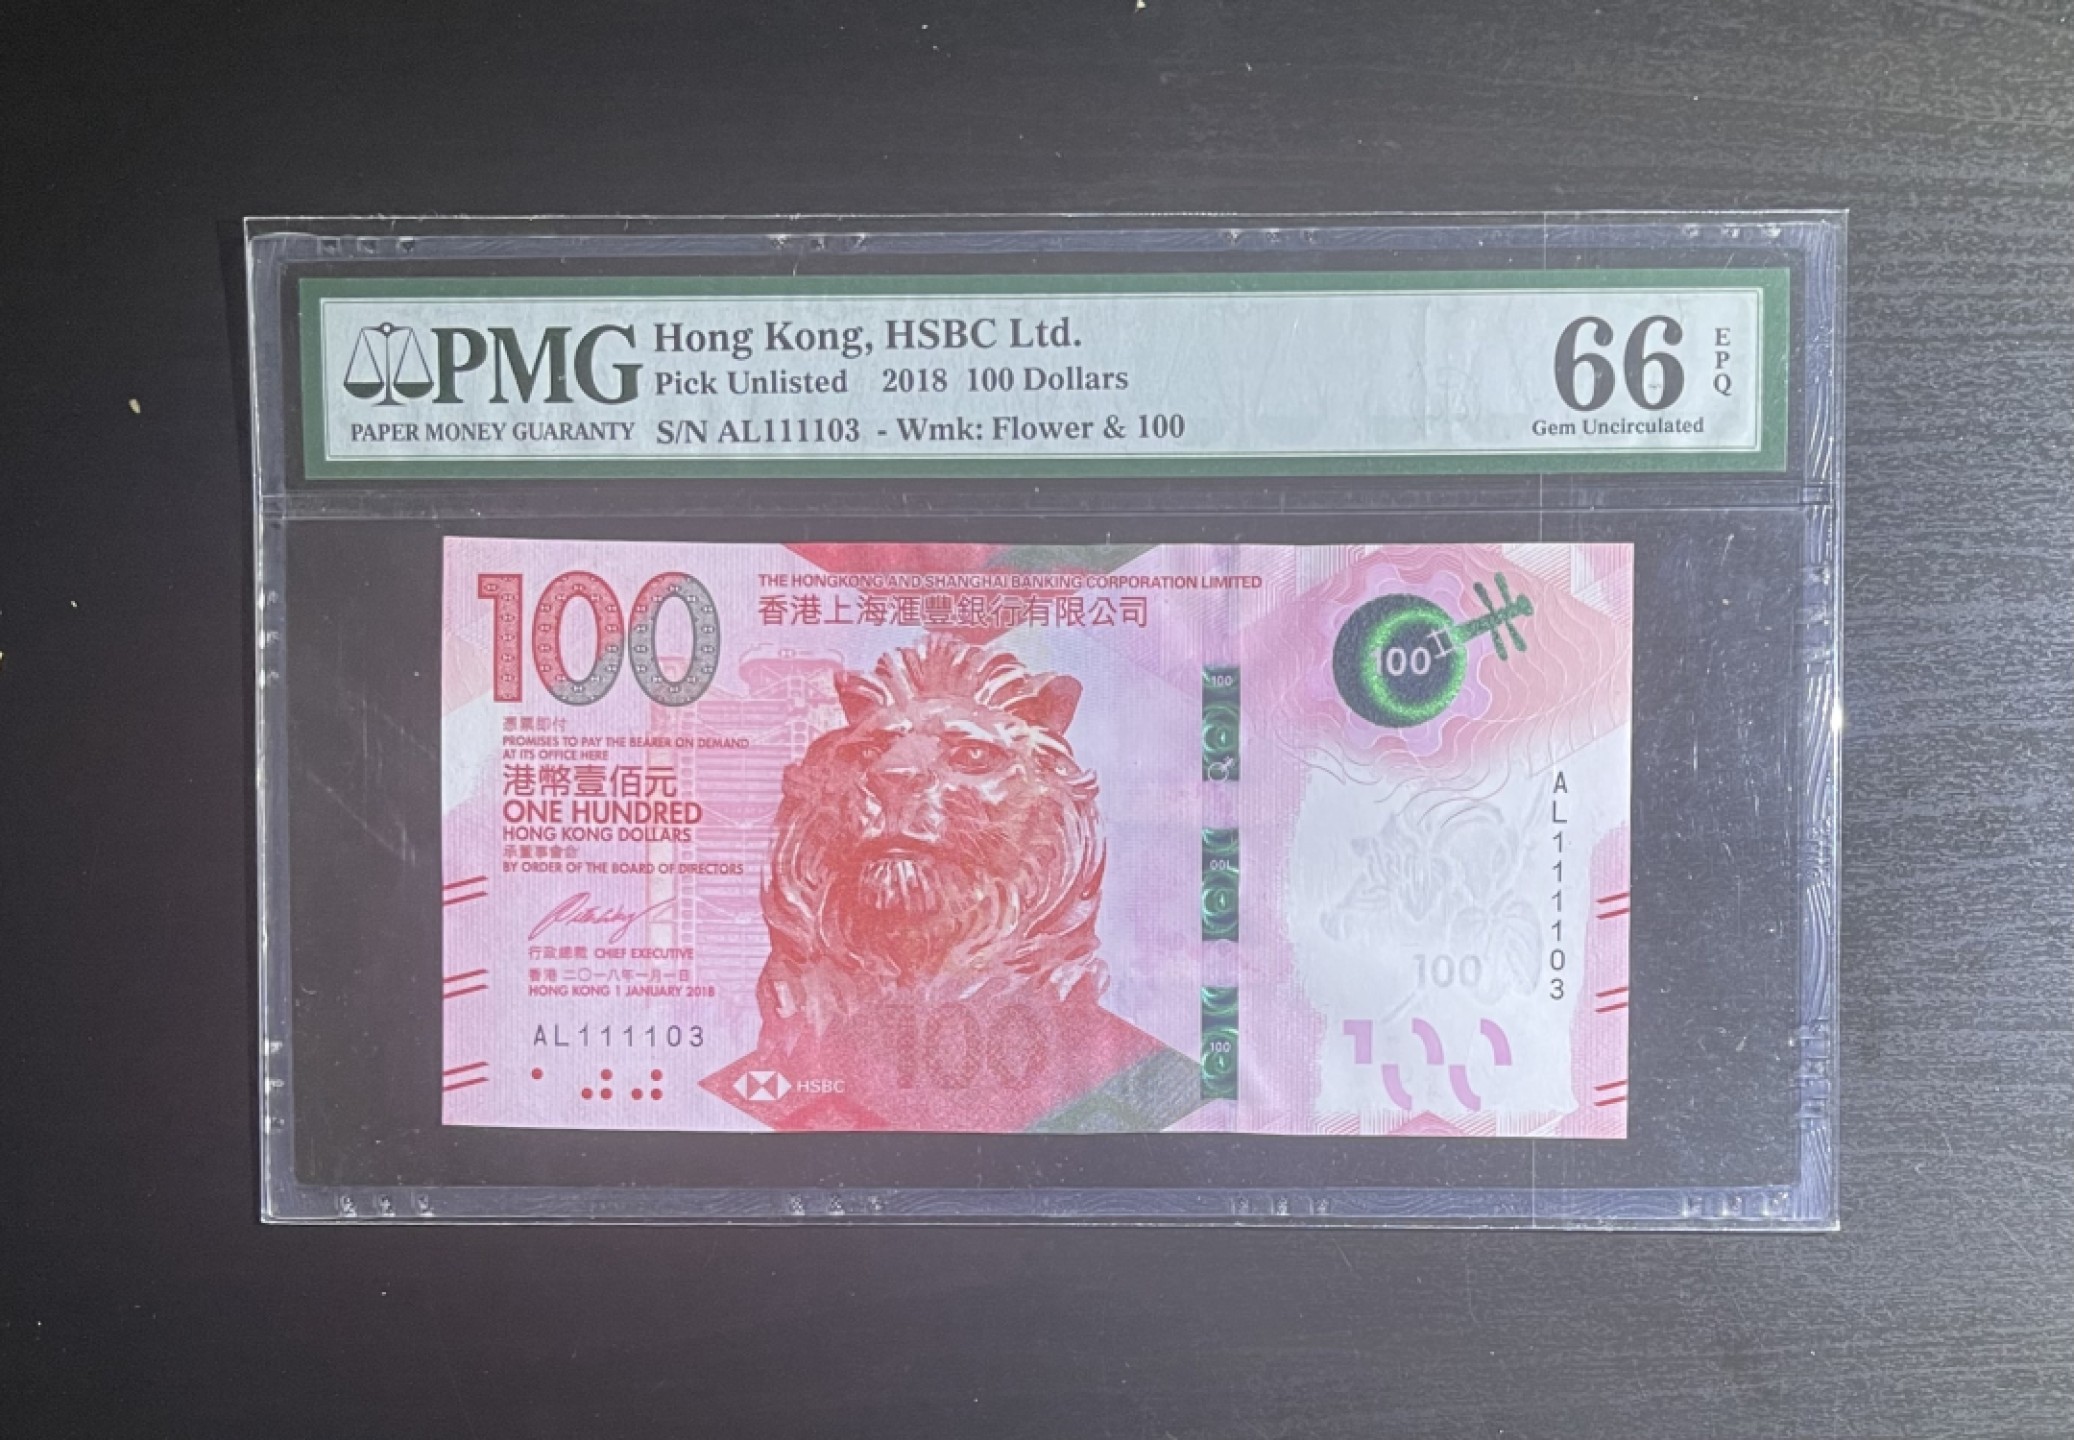 PMG
PAPER MONEY GUARANTY
Hong Kong, HSBC Ltd.
Pick Unlisted 2018 100 Dollars
S/N AL111103 - Wmk: Flower & 100
66
EPQ
Gem Uncirculated
100
THE HONGKONG AND SHANGHAI BANKING CORPORATION LIMITED
香港上海滙豐銀行有限公司
100
憑票即付
PROMISES TO PAY THE BEARER ON DEMAND
AT ITS OFFICE HERE
港幣壹佰元
ONE HUNDRED
HONG KONG DOLLARS
承董事會命
BY ORDER OF THE BOARD OF DIRECTORS
行政總裁 CHIEF EXECUTIVE
香港 二〇一八年一月一日
HONG KONG 1 JANUARY 2018
AL111103
HSBC
100
100
100
100
AL111103
100
100